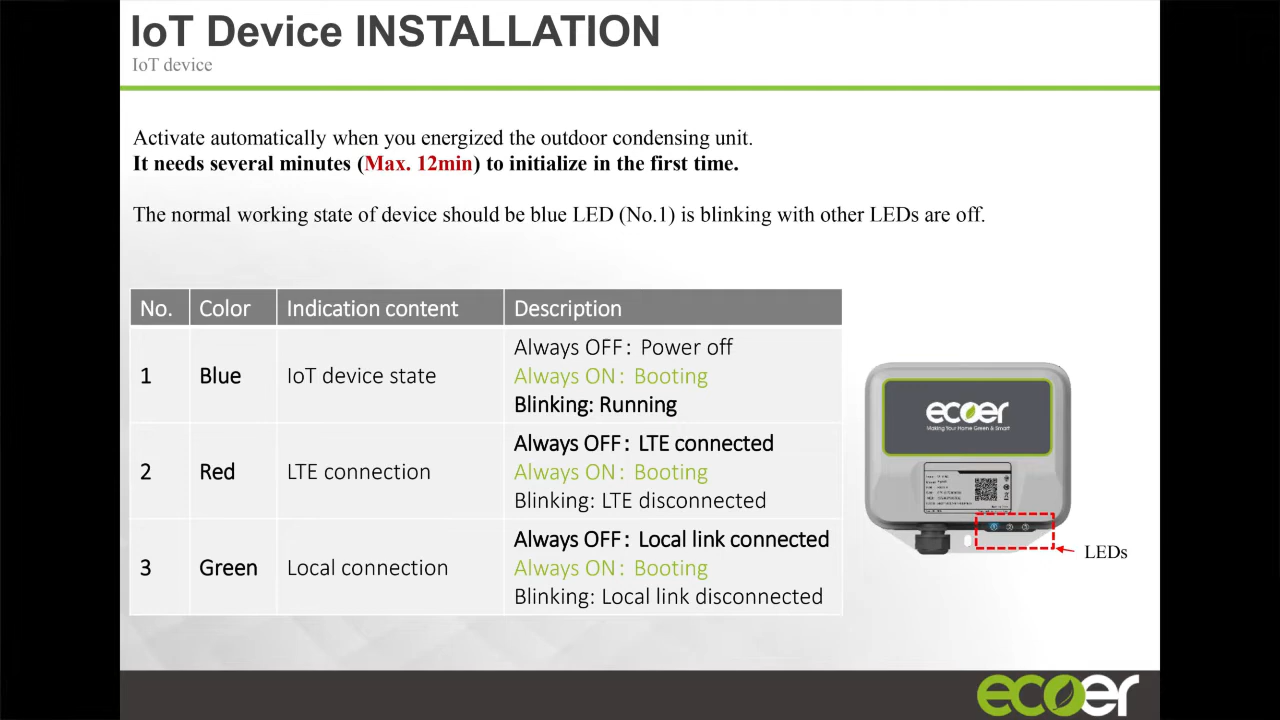 IoT Device INSTALLATION
IoT device
Activate automatically when you energized the outdoor condensing unit.
It needs several minutes (Max. 12min) to initialize in the first time.
The normal working state of device should be blue LED (No.1) is blinking with other LEDs are off.
No. Color Indication content Description
1 Blue IoT device state
Always OFF: Power off
Always ON: Booting
Blinking: Running
2 Red LTE connection
Always OFF: LTE connected
Always ON: Booting
Blinking: LTE disconnected
3 Green Local connection
Always OFF: Local link connected
Always ON: Booting
Blinking: Local link disconnected
ecoer
Making Your Home Green & Smart
1 2 3
LEDs
ecoer